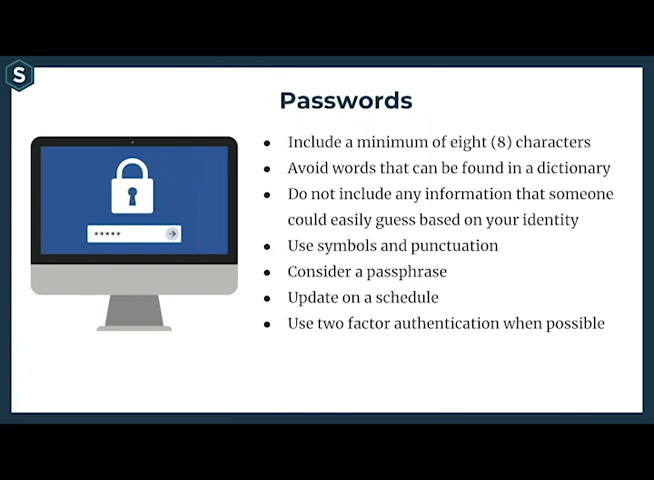 S
Passwords
• Include a minimum of eight (8) characters
• Avoid words that can be found in a dictionary
• Do not include any information that someone
could easily guess based on your identity
• Use symbols and punctuation
• Consider a passphrase
• Update on a schedule
• Use two factor authentication when possible
*****